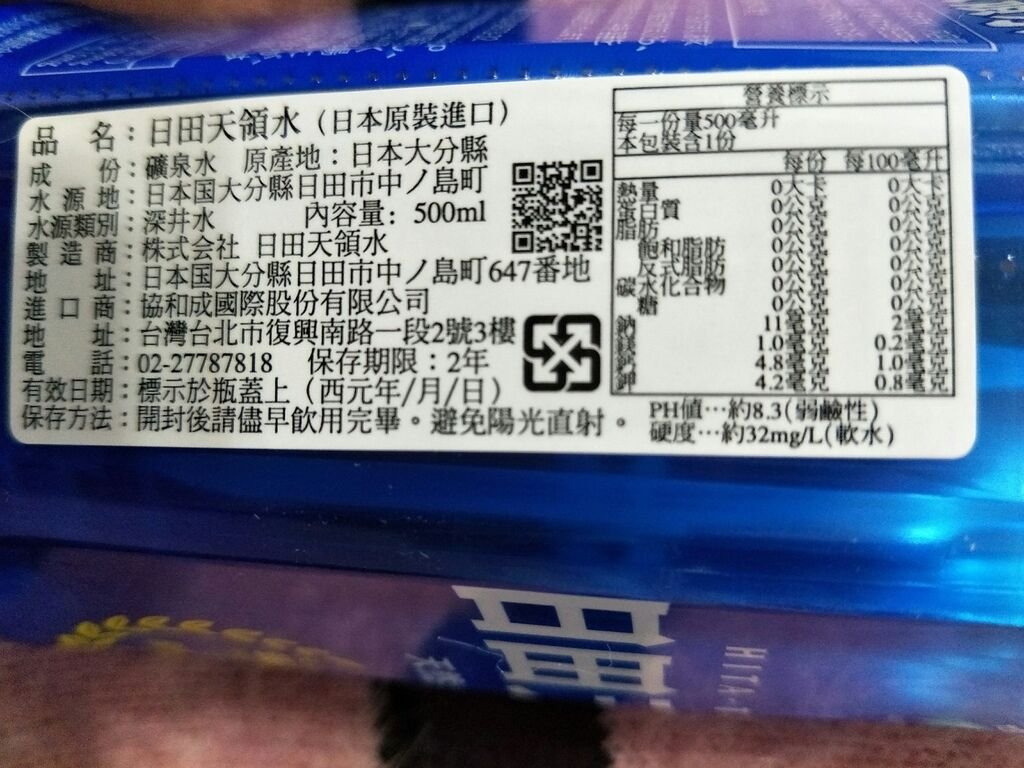 品名：日田天領水（日本原裝進口）
成份：礦泉水 原產地：日本大分縣
水源地：日本国大分縣日田市中ノ島町
水源類別：深井水 內容量：500ml
製造商：株式会社 日田天領水
地址：日本国大分縣日田市中ノ島町647番地
進口商：協和成國際股份有限公司
地址：台灣台北市復興南路一段2號3樓
電話：02-27787818 保存期限：2年
有效日期：標示於瓶蓋上（西元年/月/日）
保存方法：開封後請儘早飲用完畢。避免陽光直射。
營養標示
每一份量500毫升
本包裝含1份
每份 每100毫升
熱量 0大卡 0大卡
蛋白質 0公克 0公克
脂肪 0公克 0公克
飽和脂肪 0公克 0公克
反式脂肪 0公克 0公克
碳水化合物 0公克 0公克
糖 0公克 0公克
鈉 11毫克 2毫克
鎂 1.0毫克 0.2毫克
鈣 4.8毫克 1.0毫克
鉀 4.2毫克 0.8毫克
PH値…約8.3(弱鹼性)
硬度…約32mg/L(軟水)
日田
HITA